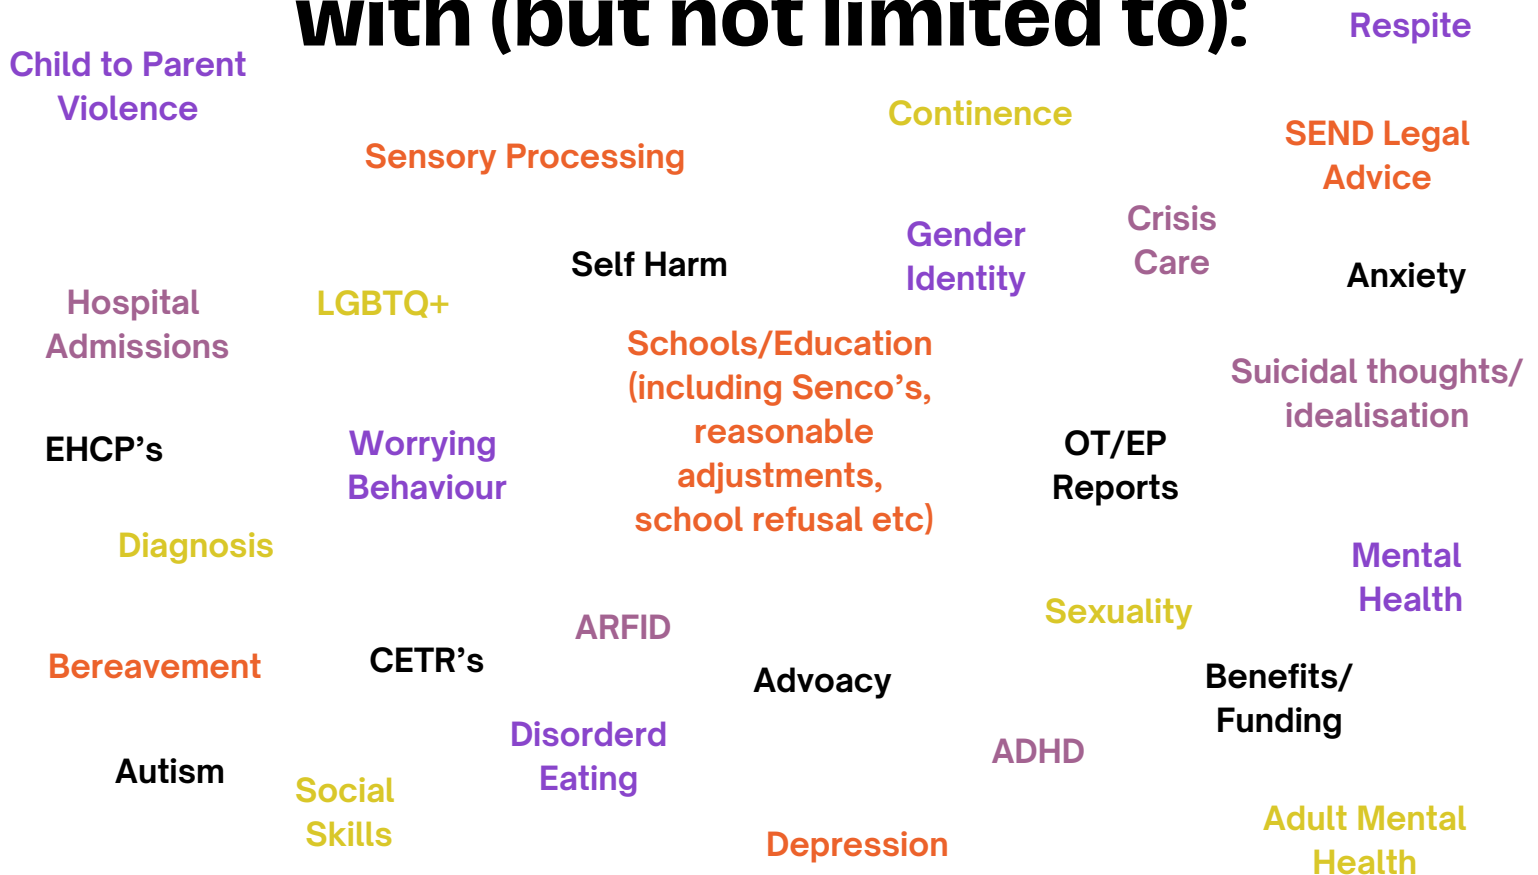 with (but not limited to):
Respite
Child to Parent
Violence
Continence
SEND Legal
Advice
Sensory Processing
Crisis
Care
Gender
Identity
Self Harm
Anxiety
Hospital
Admissions
LGBTQ+
Schools/Education
(including Senco’s,
reasonable
adjustments,
school refusal etc)
Suicidal thoughts/
idealisation
EHCP’s
Worrying
Behaviour
OT/EP
Reports
Diagnosis
Mental
Health
Sexuality
ARFID
Bereavement
CETR’s
Advoacy
Benefits/
Funding
Disorderd
Eating
ADHD
Autism
Social
Skills
Depression
Adult Mental
Health